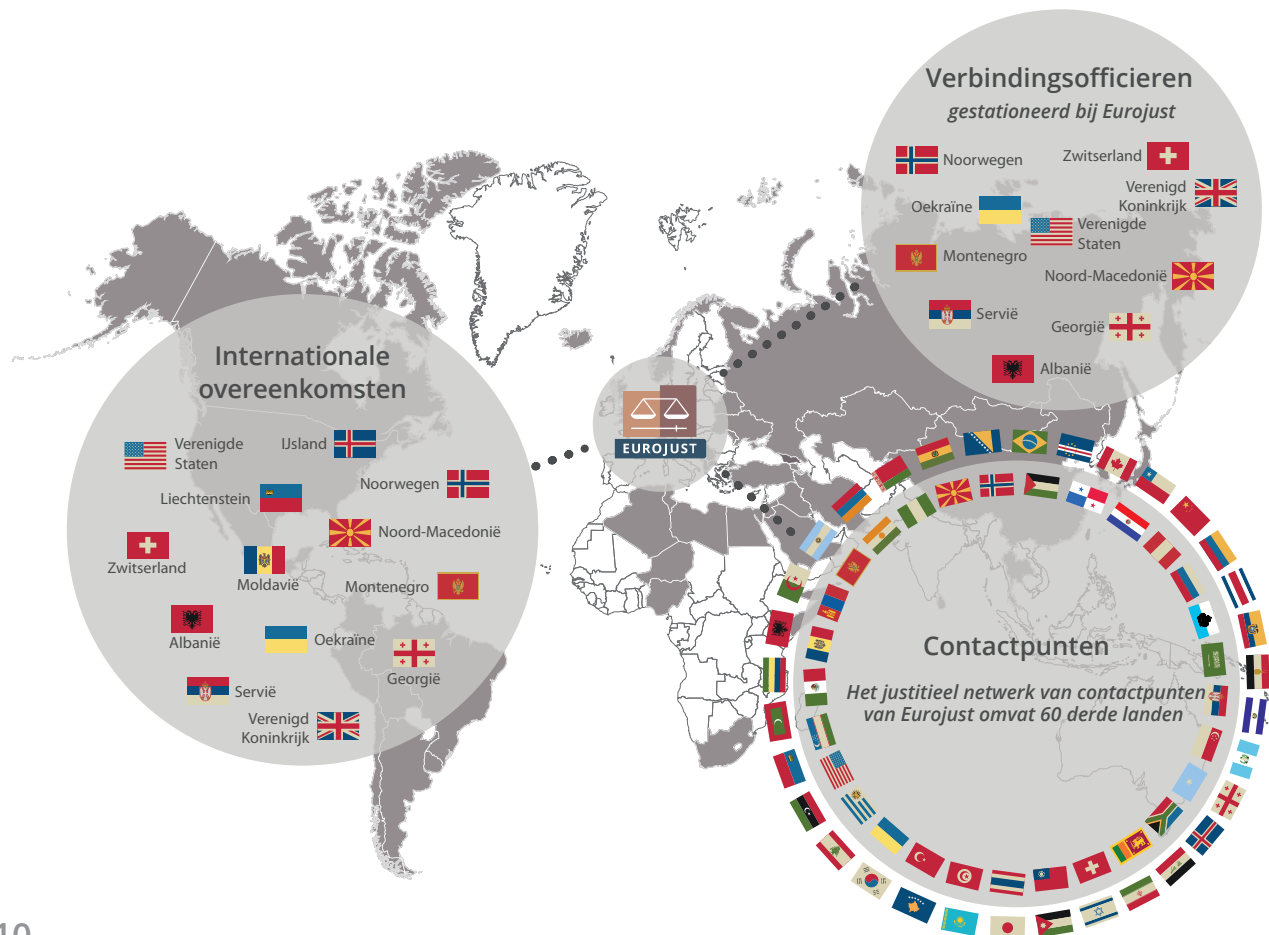 Verbindingsofficieren
gestationeerd bij Eurojust
Noorwegen
Zwitserland
Verenigd
Koninkrijk
Oekraïne
Verenigde
Staten
Montenegro
Noord-Macedonië
Servië
Georgië
Albanië
Internationale
overeenkomsten
Verenigde
Staten
IJsland
Noorwegen
Liechtenstein
Noord-Macedonië
Zwitserland
Moldavië
Montenegro
Albanië
Oekraïne
Georgië
Servië
Verenigd
Koninkrijk
EUROJUST
Contactpunten
Het justitieel netwerk van contactpunten
van Eurojust omvat 60 derde landen